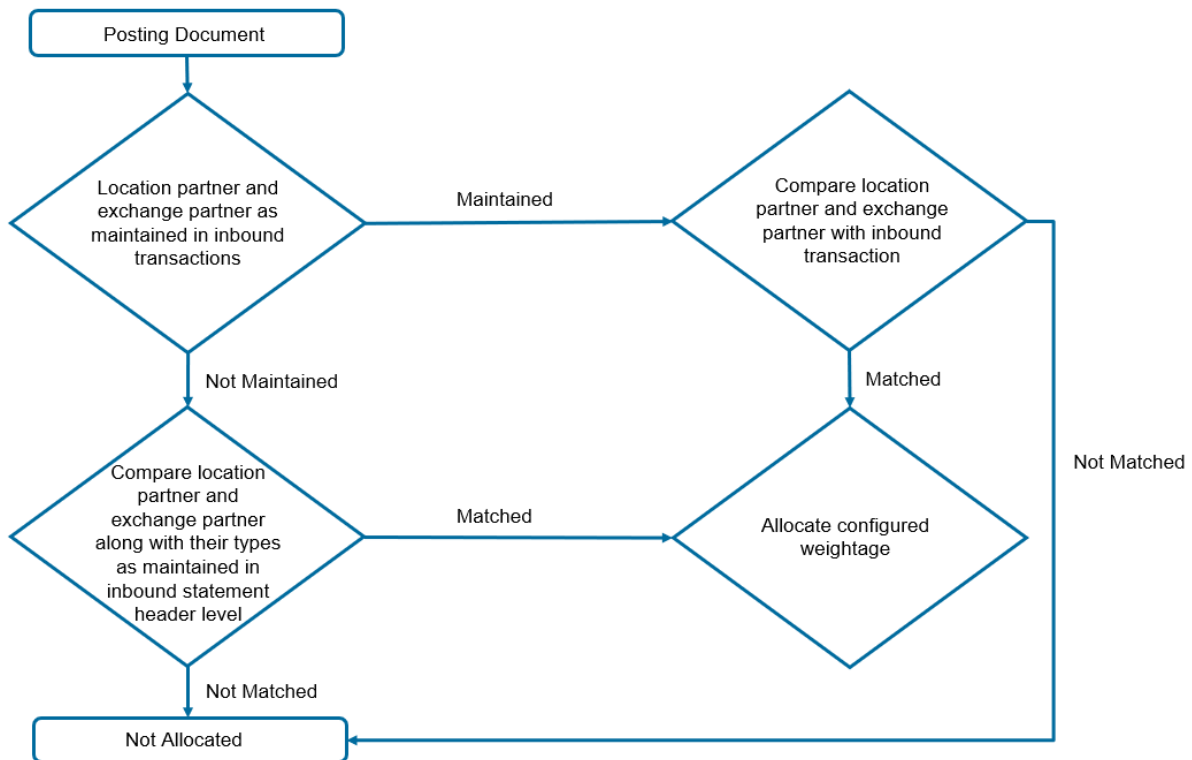 Posting Document
Location partner and
exchange partner as
maintained in inbound
transactions
Maintained
Compare location
partner and exchange
partner with inbound
transaction
Not Maintained
Matched
Compare location
partner and
exchange partner
along with their types
as maintained in
inbound statement
header level
Matched
Allocate configured
weightage
Not Matched
Not Matched
Not Allocated